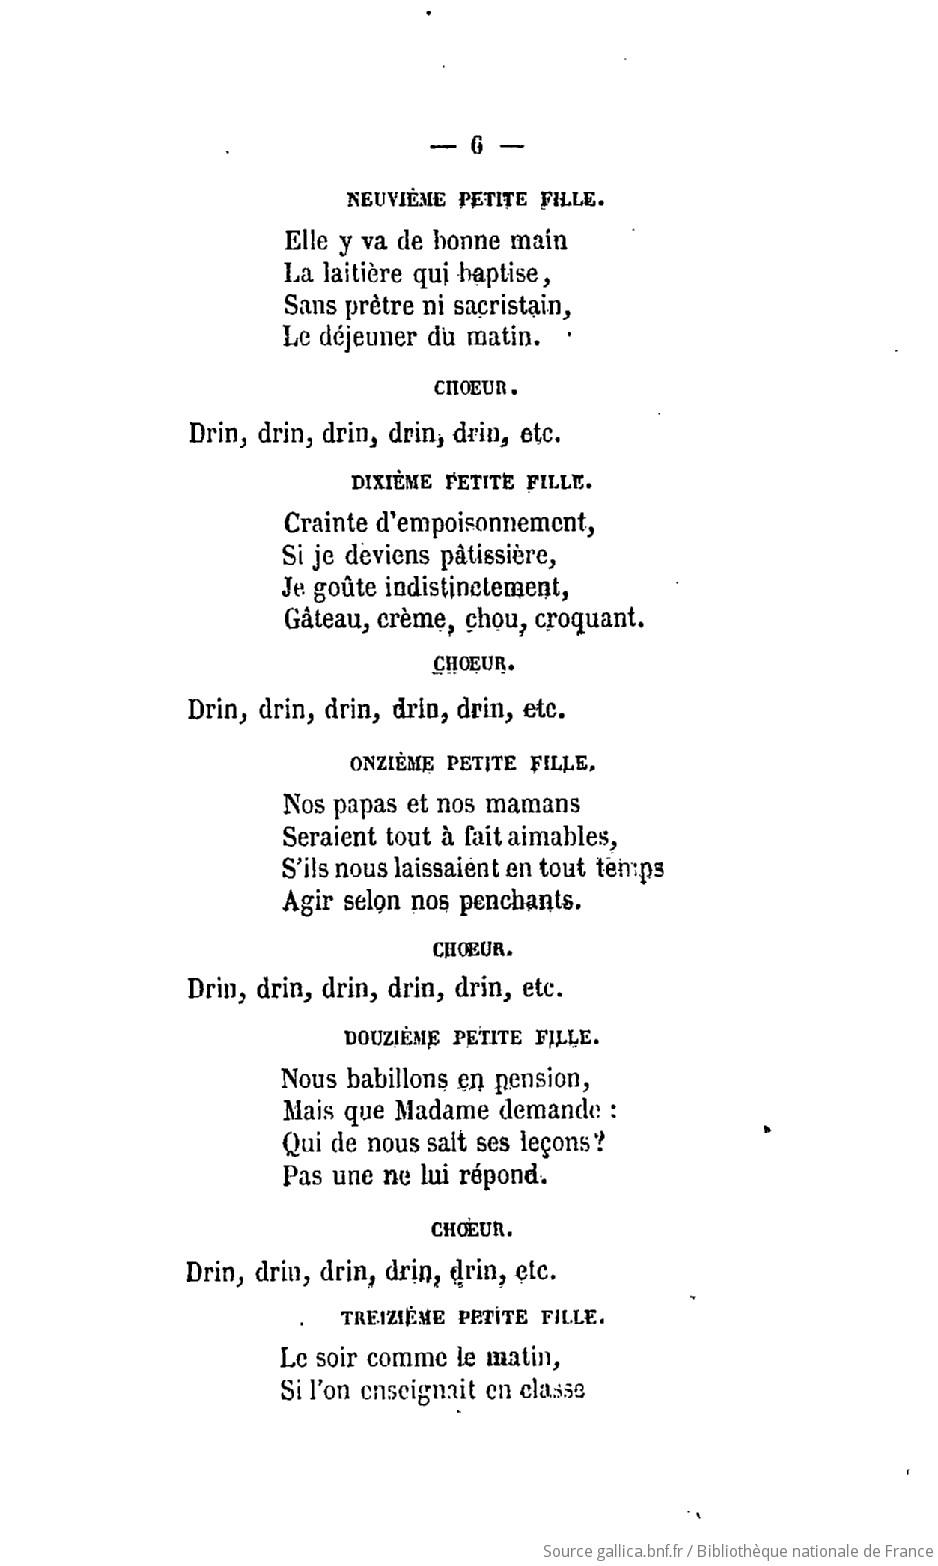 — 6 —
NEUVIÈME PETITE FILLE.
Elle y va de bonne main
La laitière qui baptise,
Sans prêtre ni sacristain,
Le déjeuner du matin.
CHOEUR.
Drin, drin, drin, drin, drin, etc.
DIXIÈME PETITE FILLE.
Crainte d'empoisonnement,
Si je deviens pâtissière,
Je goûte indistinctement,
Gâteau, crème, chou, croquant.
CHOEUR.
Drin, drin, drin, drin, drin, etc.
ONZIÈME PETITE FILLE.
Nos papas et nos mamans
Seraient tout à fait aimables,
S'ils nous laissaient en tout temps
Agir selon nos penchants.
CHOEUR.
Drin, drin, drin, drin, drin, etc.
DOUZIÈME PETITE FILLE.
Nous babillons en pension,
Mais que Madame demande :
Qui de nous sait ses leçons?
Pas une ne lui répond.
CHOEUR.
Drin, drin, drin, drin, drin, etc.
TREIZIÈME PETITE FILLE.
Le soir comme le matin,
Si l'on enseignait en classe
Source gallica.bnf.fr / Bibliothèque nationale de France